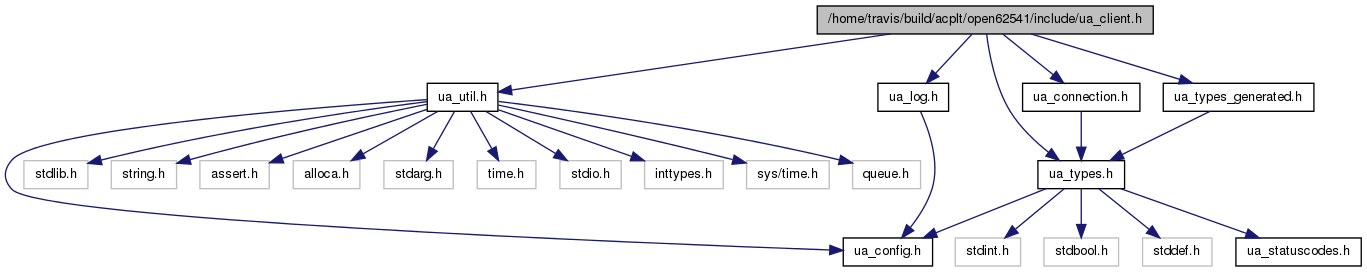 /home/travis/build/acplt/open62541/include/ua_client.h
ua_util.h
ua_log.h
ua_connection.h
ua_types_generated.h
stdlib.h
string.h
assert.h
alloca.h
stdarg.h
time.h
stdio.h
inttypes.h
sys/time.h
queue.h
ua_types.h
ua_config.h
stdint.h
stdbool.h
stddef.h
ua_statuscodes.h